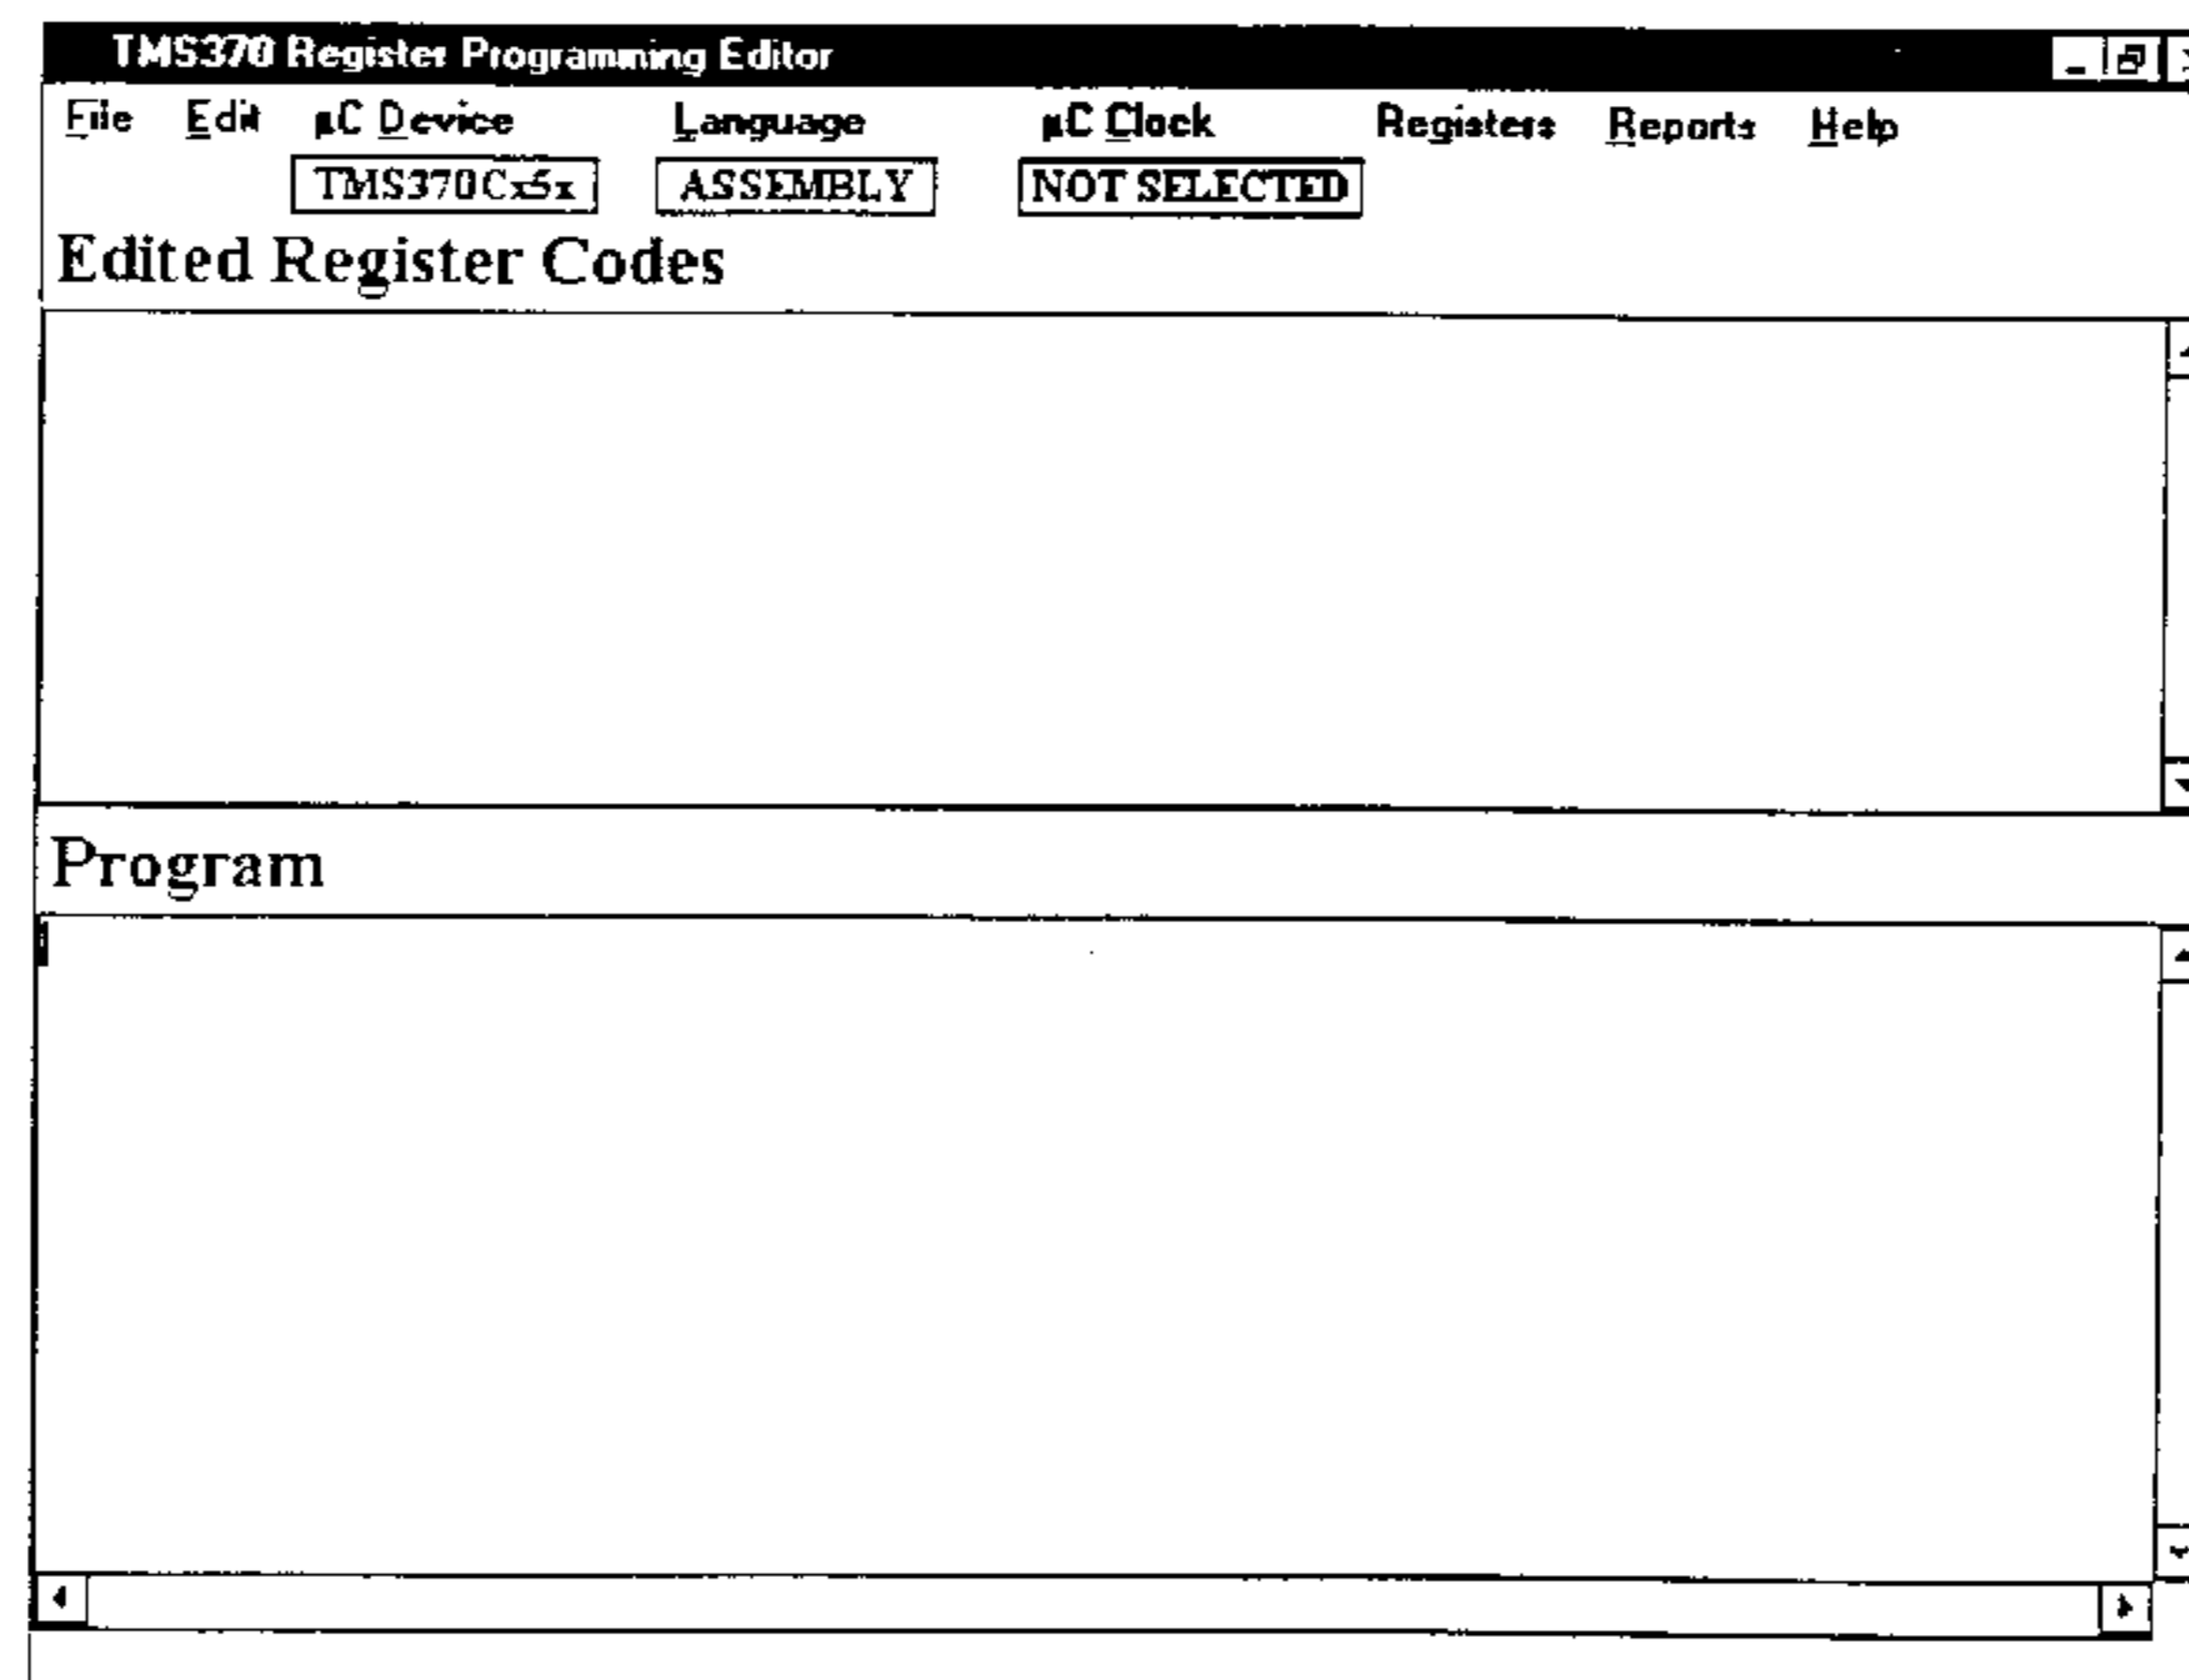 TMS370 Register Programming Editor
File Edit µC Device Language µC Clock Registers Reports Help
TMS370Cx5x ASSEMBLY NOT SELECTED
Edited Register Codes
Program